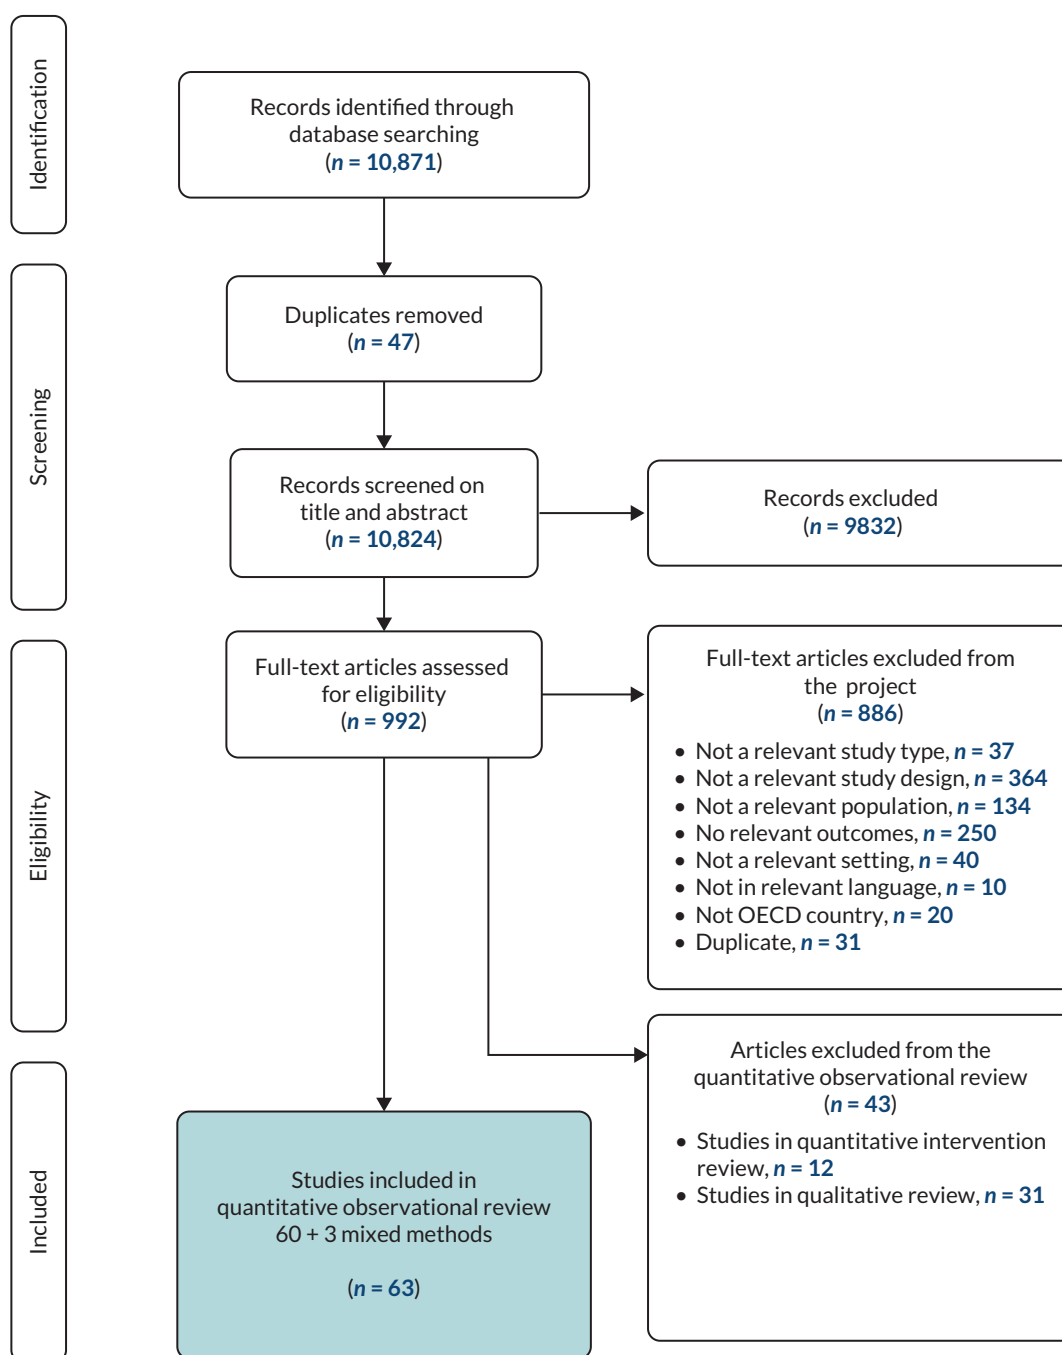 Identification
Records identified through
database searching
(n = 10,871)
Screening
Duplicates removed
(n = 47)
Records screened on
title and abstract
(n = 10,824)
Records excluded
(n = 9832)
Eligibility
Full-text articles assessed
for eligibility
(n = 992)
Full-text articles excluded from
the project
(n = 886)
• Not a relevant study type, n = 37
• Not a relevant study design, n = 364
• Not a relevant population, n = 134
• No relevant outcomes, n = 250
• Not a relevant setting, n = 40
• Not in relevant language, n = 10
• Not OECD country, n = 20
• Duplicate, n = 31
Articles excluded from the
quantitative observational review
(n = 43)
• Studies in quantitative intervention
review, n = 12
• Studies in qualitative review, n = 31
Included
Studies included in
quantitative observational review
60 + 3 mixed methods
(n = 63)